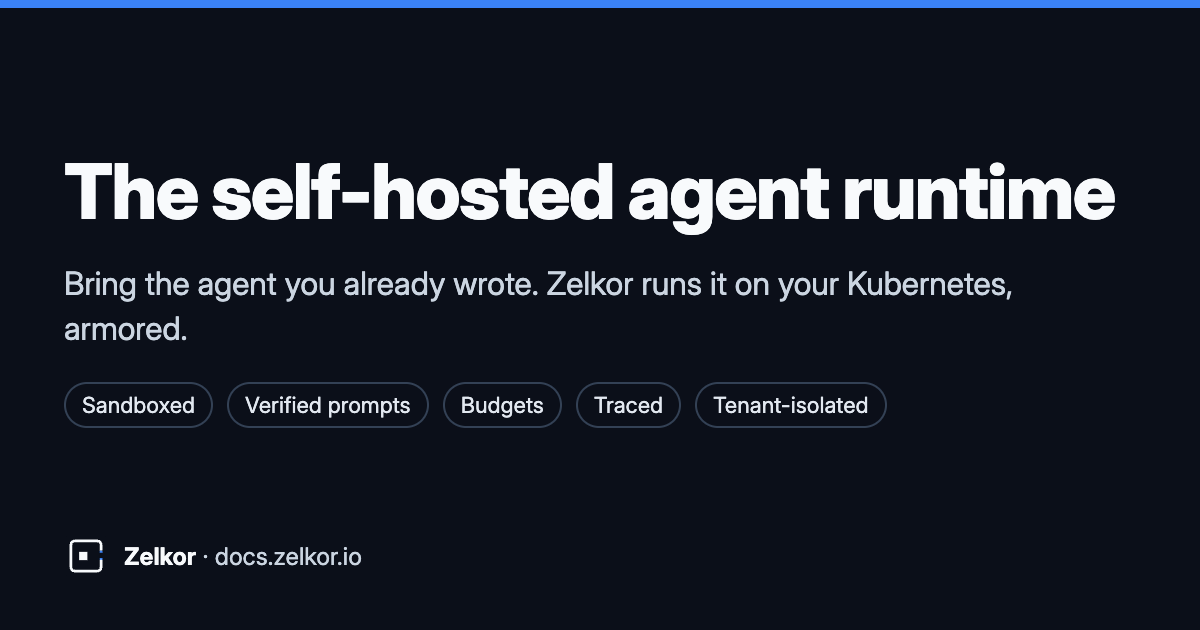 The self-hosted agent runtime
Bring the agent you already wrote. Zelkor runs it on your Kubernetes,
armored.
Sandboxed Verified prompts Budgets Traced Tenant-isolated
Zelkor · docs.zelkor.io